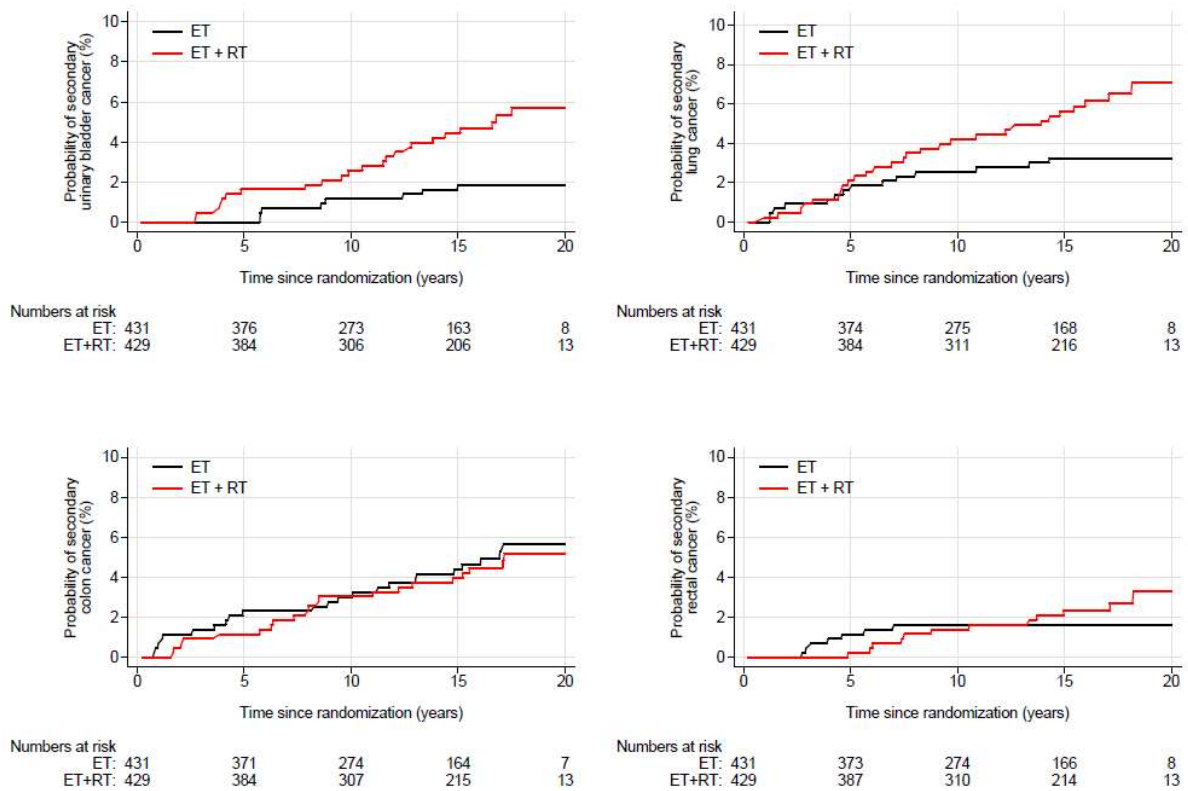 Probability of secondary
urinary bladder cancer (%)
10
8
6
4
2
0
ET
ET + RT
0 5 10 15 20
Time since randomization (years)
Numbers at risk
ET: 431 376 273 163 8
ET+RT: 429 384 306 206 13
Probability of secondary
lung cancer (%)
10
8
6
4
2
0
ET
ET + RT
0 5 10 15 20
Time since randomization (years)
Numbers at risk
ET: 431 374 275 168 8
ET+RT: 429 384 311 216 13
Probability of secondary
colon cancer (%)
10
8
6
4
2
0
ET
ET + RT
0 5 10 15 20
Time since randomization (years)
Numbers at risk
ET: 431 371 274 164 7
ET+RT: 429 384 307 215 13
Probability of secondary
rectal cancer (%)
10
8
6
4
2
0
ET
ET + RT
0 5 10 15 20
Time since randomization (years)
Numbers at risk
ET: 431 373 274 166 8
ET+RT: 429 387 310 214 13